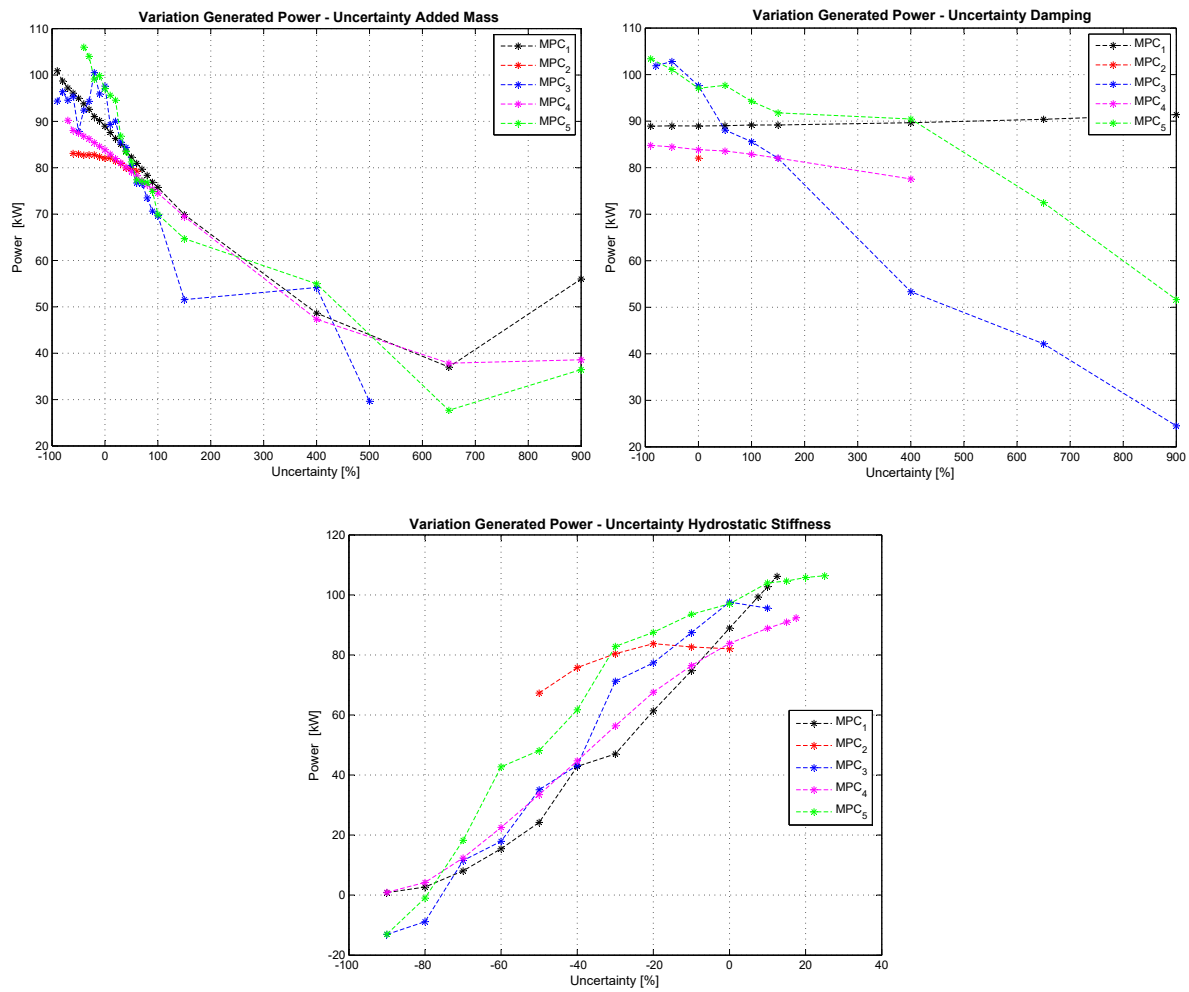 Variation Generated Power - Uncertainty Added Mass
110
100
90
80
70
60
50
40
30
20
Power [kW]
-100 0 100 200 300 400 500 600 700 800 900
Uncertainty [%]
MPC1
MPC2
MPC3
MPC4
MPC5
Variation Generated Power - Uncertainty Damping
110
100
90
80
70
60
50
40
30
20
Power [kW]
-100 0 100 200 300 400 500 600 700 800 900
Uncertainty [%]
MPC1
MPC2
MPC3
MPC4
MPC5
Variation Generated Power - Uncertainty Hydrostatic Stiffness
120
100
80
60
40
20
0
-20
Power [kW]
-100 -80 -60 -40 -20 0 20 40
Uncertainty [%]
MPC1
MPC2
MPC3
MPC4
MPC5